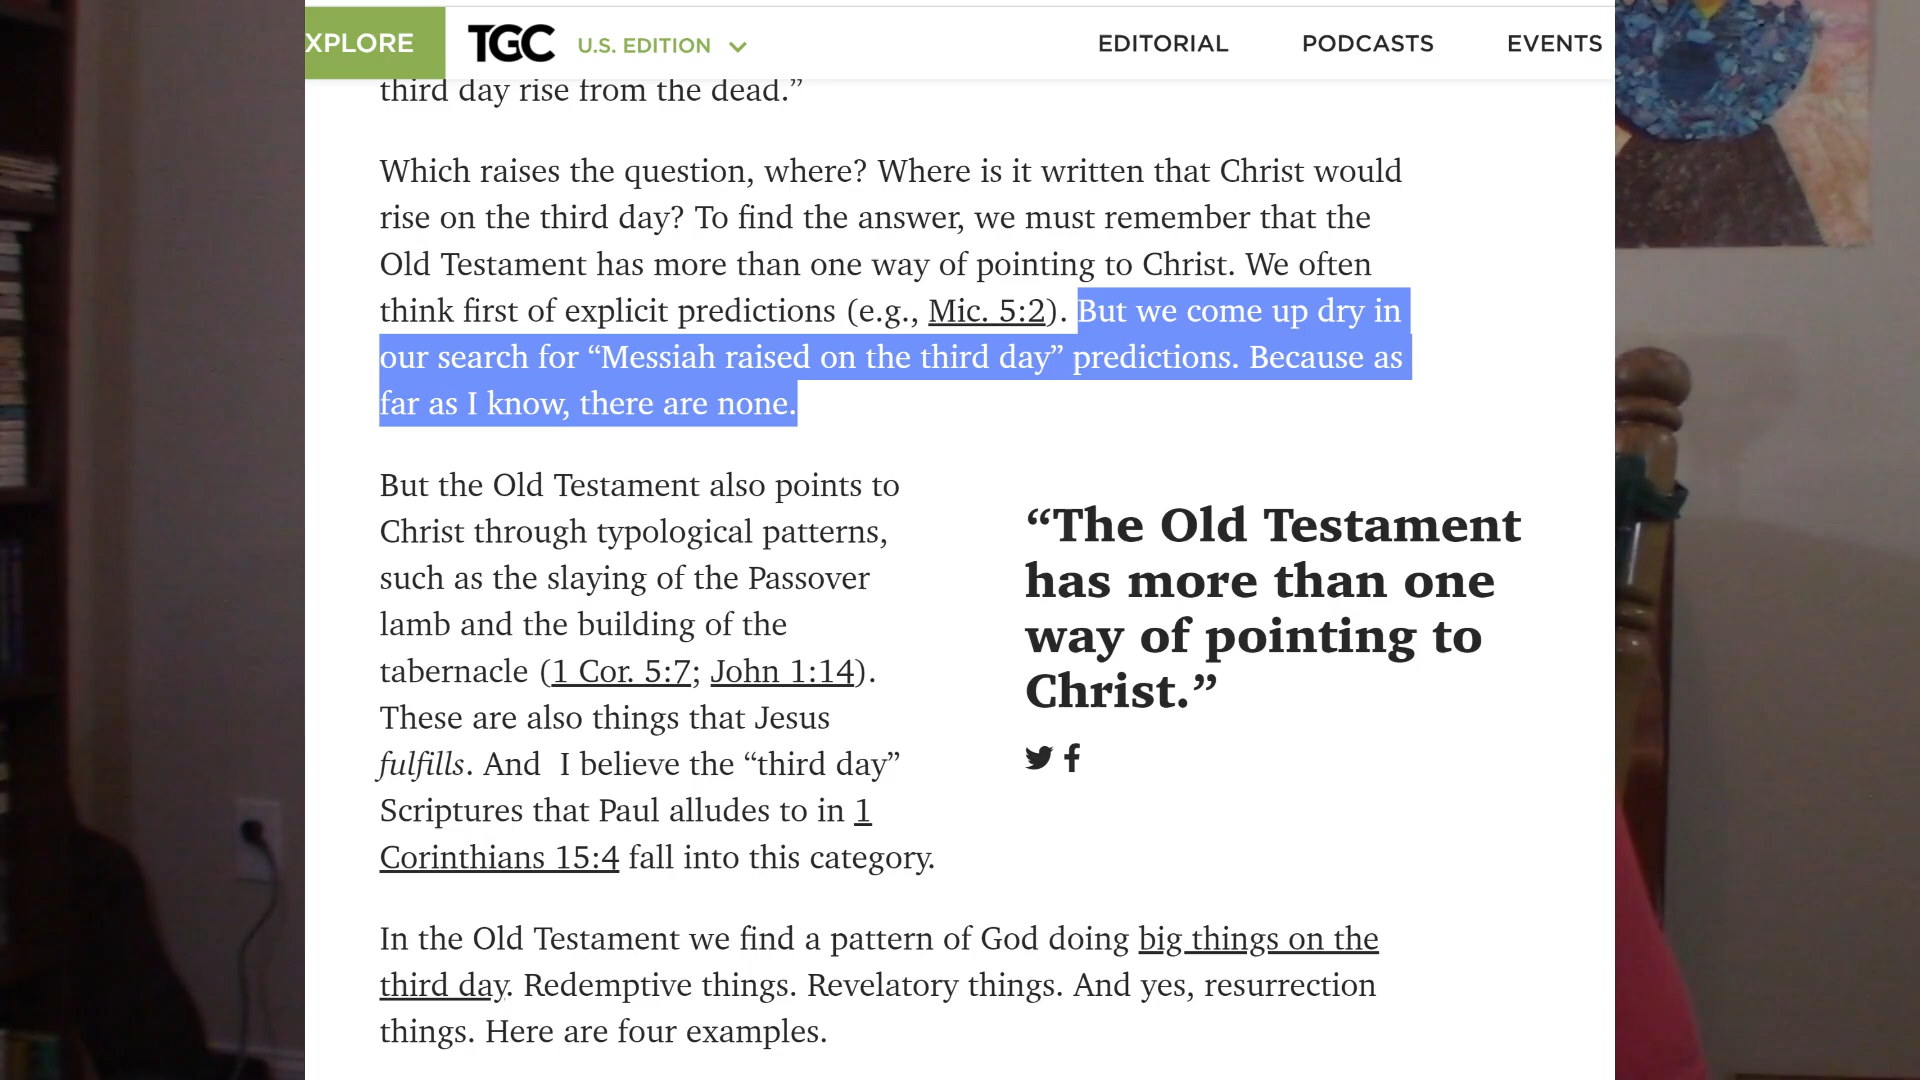 XPLORE
TGC
U.S. EDITION
EDITORIAL
PODCASTS
EVENTS
third day rise from the dead.”
Which raises the question, where? Where is it written that Christ would
rise on the third day? To find the answer, we must remember that the
Old Testament has more than one way of pointing to Christ. We often
think first of explicit predictions (e.g., Mic. 5:2). But we come up dry in
our search for “Messiah raised on the third day” predictions. Because as
far as I know, there are none.
But the Old Testament also points to
Christ through typological patterns,
such as the slaying of the Passover
lamb and the building of the
tabernacle (1 Cor. 5:7; John 1:14).
These are also things that Jesus
fulfills. And  I believe the “third day”
Scriptures that Paul alludes to in 1
Corinthians 15:4 fall into this category.
“The Old Testament
has more than one
way of pointing to
Christ.”
In the Old Testament we find a pattern of God doing big things on the
third day. Redemptive things. Revelatory things. And yes, resurrection
things. Here are four examples.